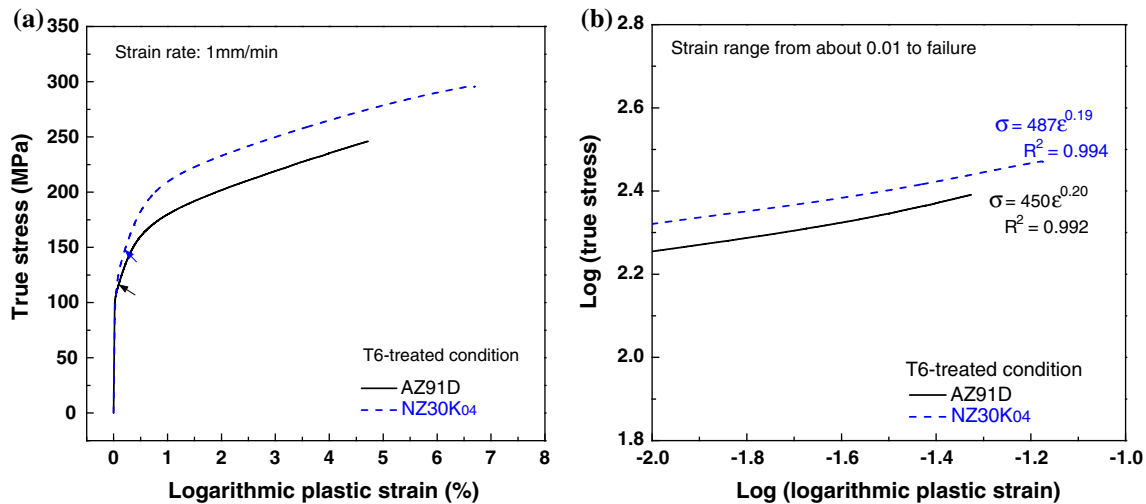 (a)
350
300
250
200
150
100
50
0
True stress (MPa)
Strain rate: 1mm/min
T6-treated condition
AZ91D
NZ30K04
0 1 2 3 4 5 6 7 8
Logarithmic plastic strain (%)
(b)
2.8
2.6
2.4
2.2
2.0
1.8
Log (true stress)
Strain range from about 0.01 to failure
σ = 487ε^0.19
R² = 0.994
σ = 450ε^0.20
R² = 0.992
T6-treated condition
AZ91D
NZ30K04
-2.0 -1.8 -1.6 -1.4 -1.2 -1.0
Log (logarithmic plastic strain)